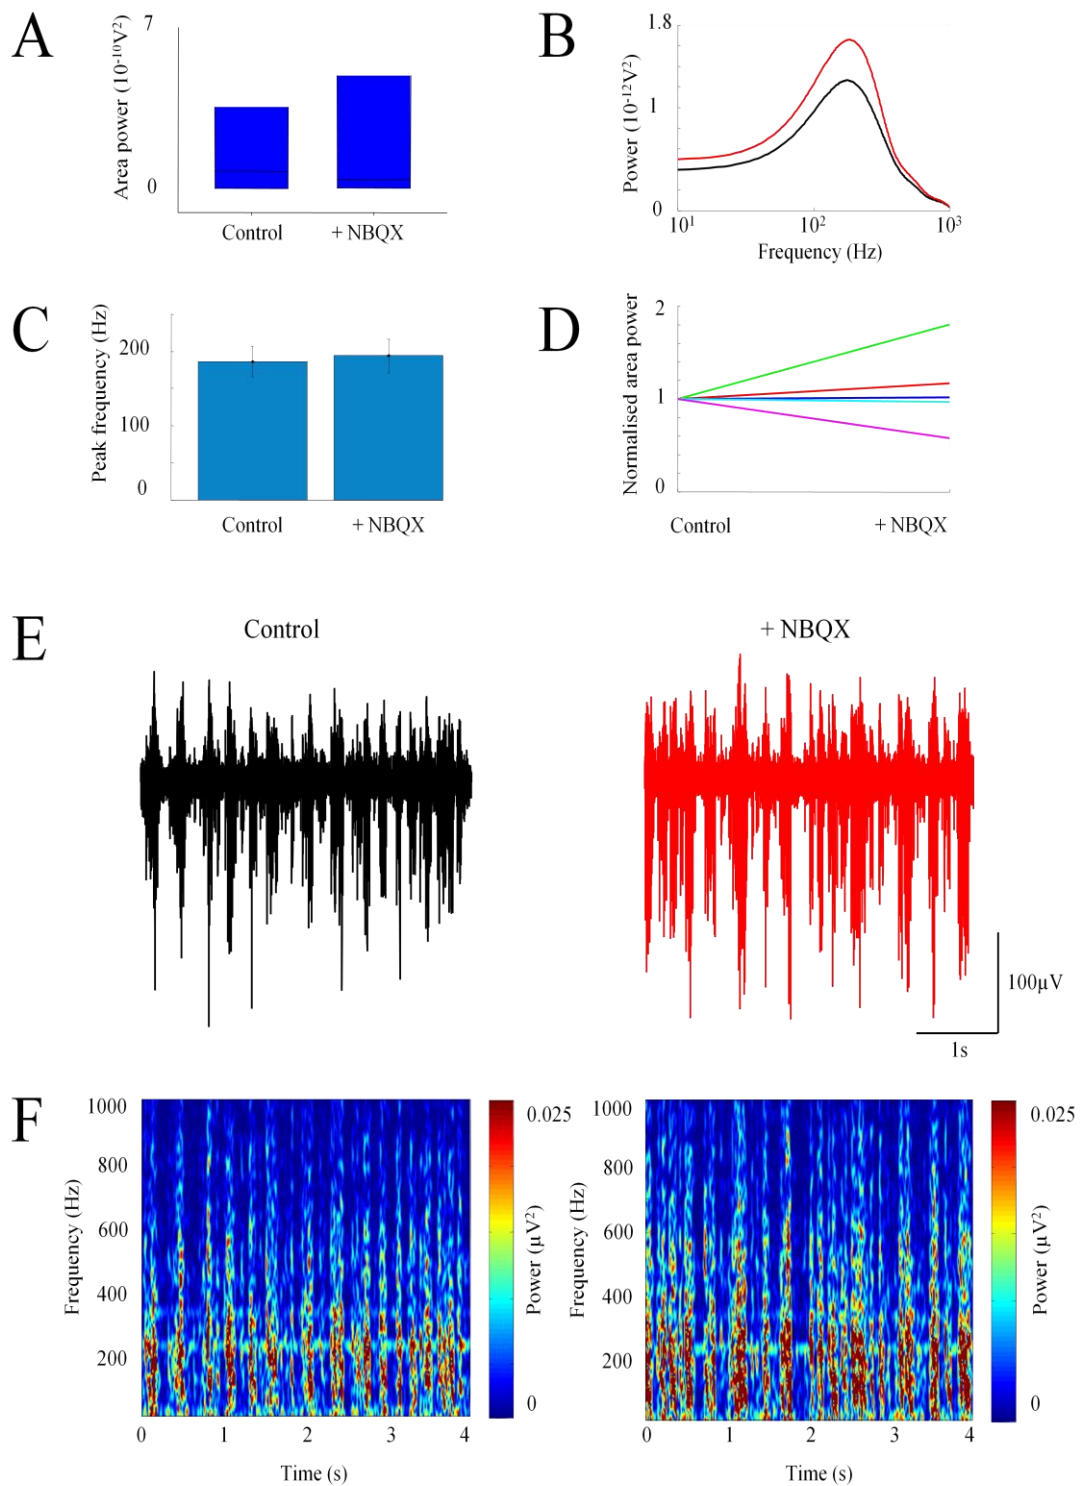 A
7
Area power (10⁻¹⁰V²)
0
Control
+ NBQX
B
1.8
Power (10⁻¹²V²)
1
0
10¹
10²
10³
Frequency (Hz)
C
Peak frequency (Hz)
200
100
0
Control
+ NBQX
D
Normalised area power
2
1
0
Control
+ NBQX
E
Control
+ NBQX
100µV
1s
F
Frequency (Hz)
1000
800
600
400
200
0
1
2
3
4
Time (s)
0.025
Power (µV²)
0
Frequency (Hz)
1000
800
600
400
200
0
1
2
3
4
Time (s)
0.025
Power (µV²)
0